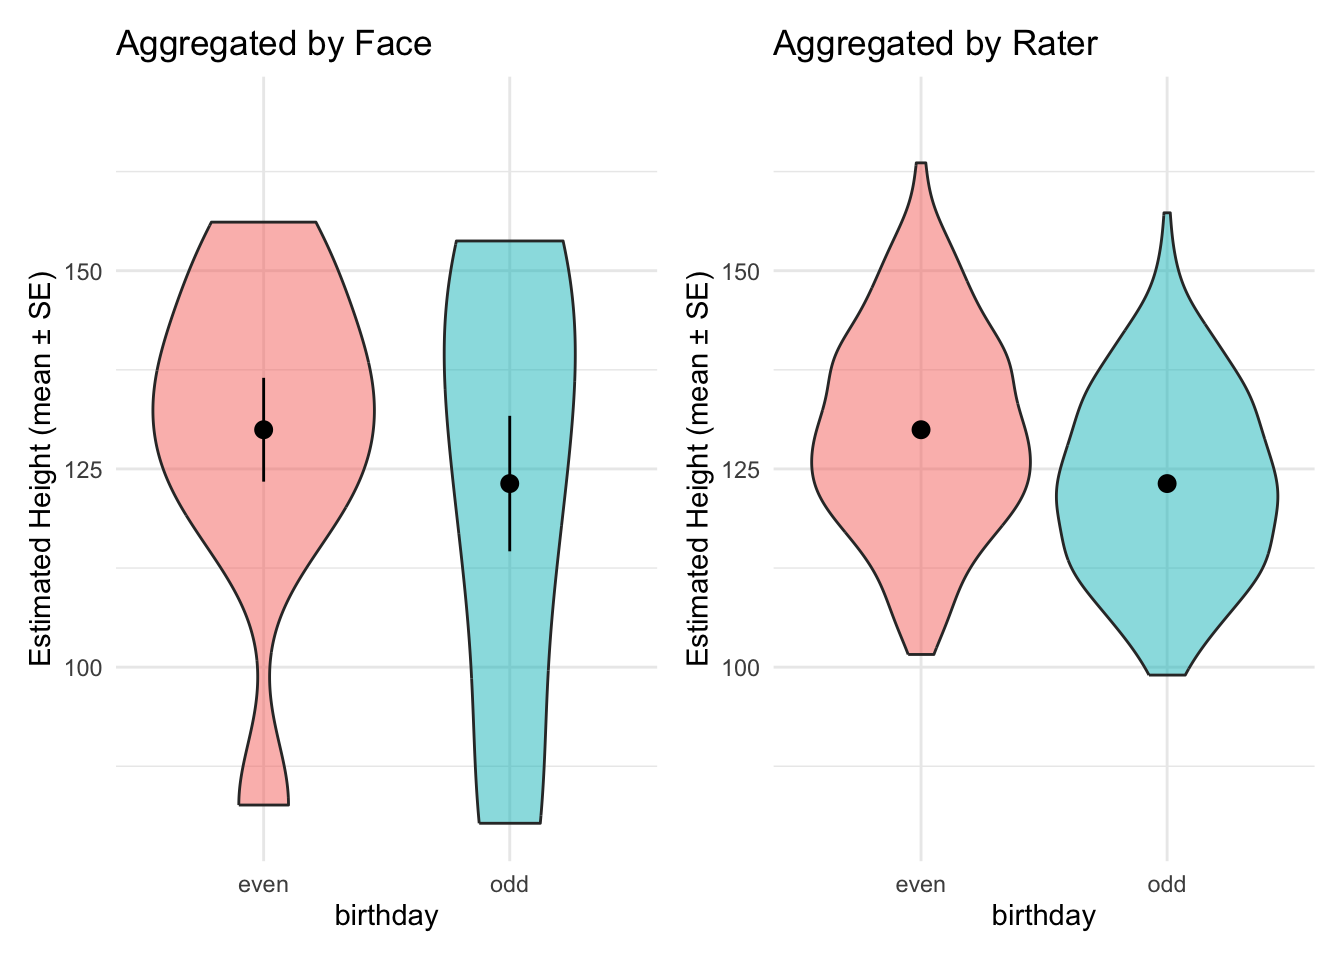 Aggregated by Face
Estimated Height (mean ± SE)
150
125
100
even
odd
birthday
Aggregated by Rater
Estimated Height (mean ± SE)
150
125
100
even
odd
birthday